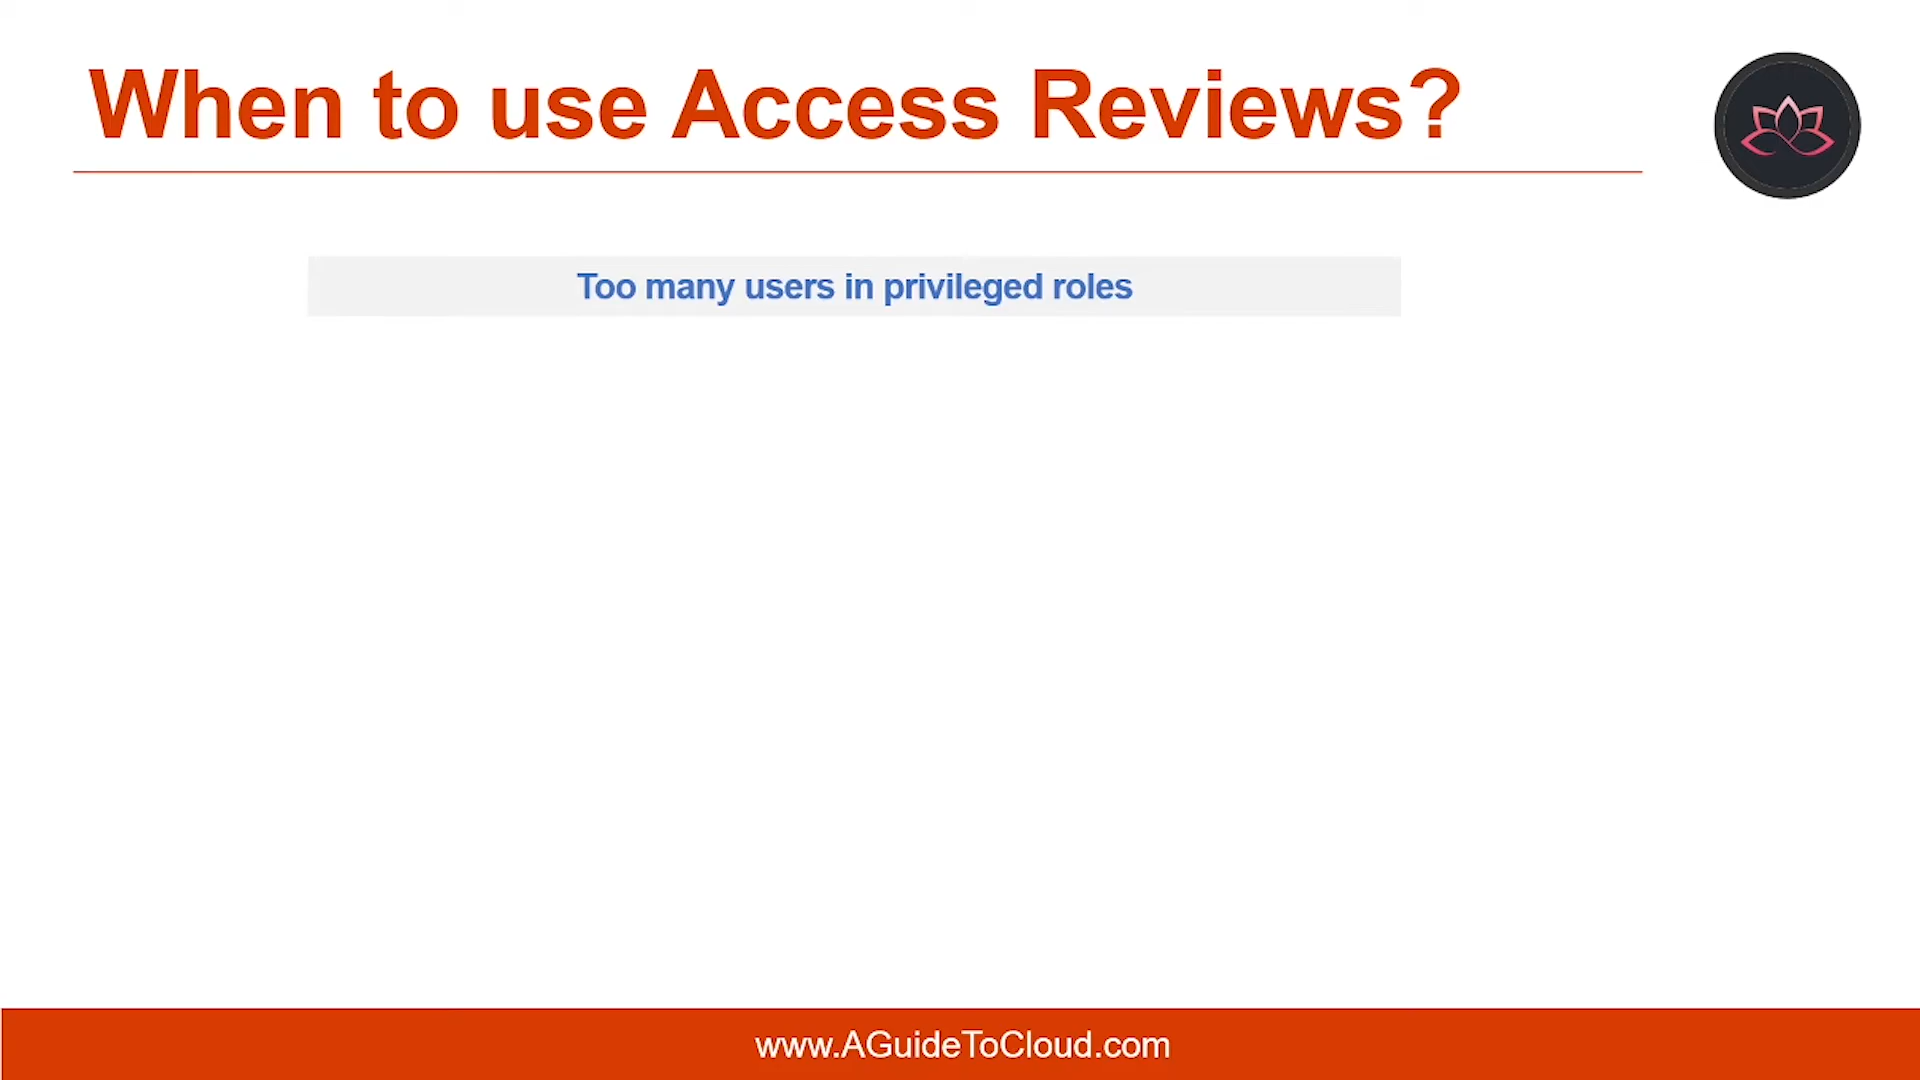 When to use Access Reviews?
Too many users in privileged roles
www.AGuideToCloud.com